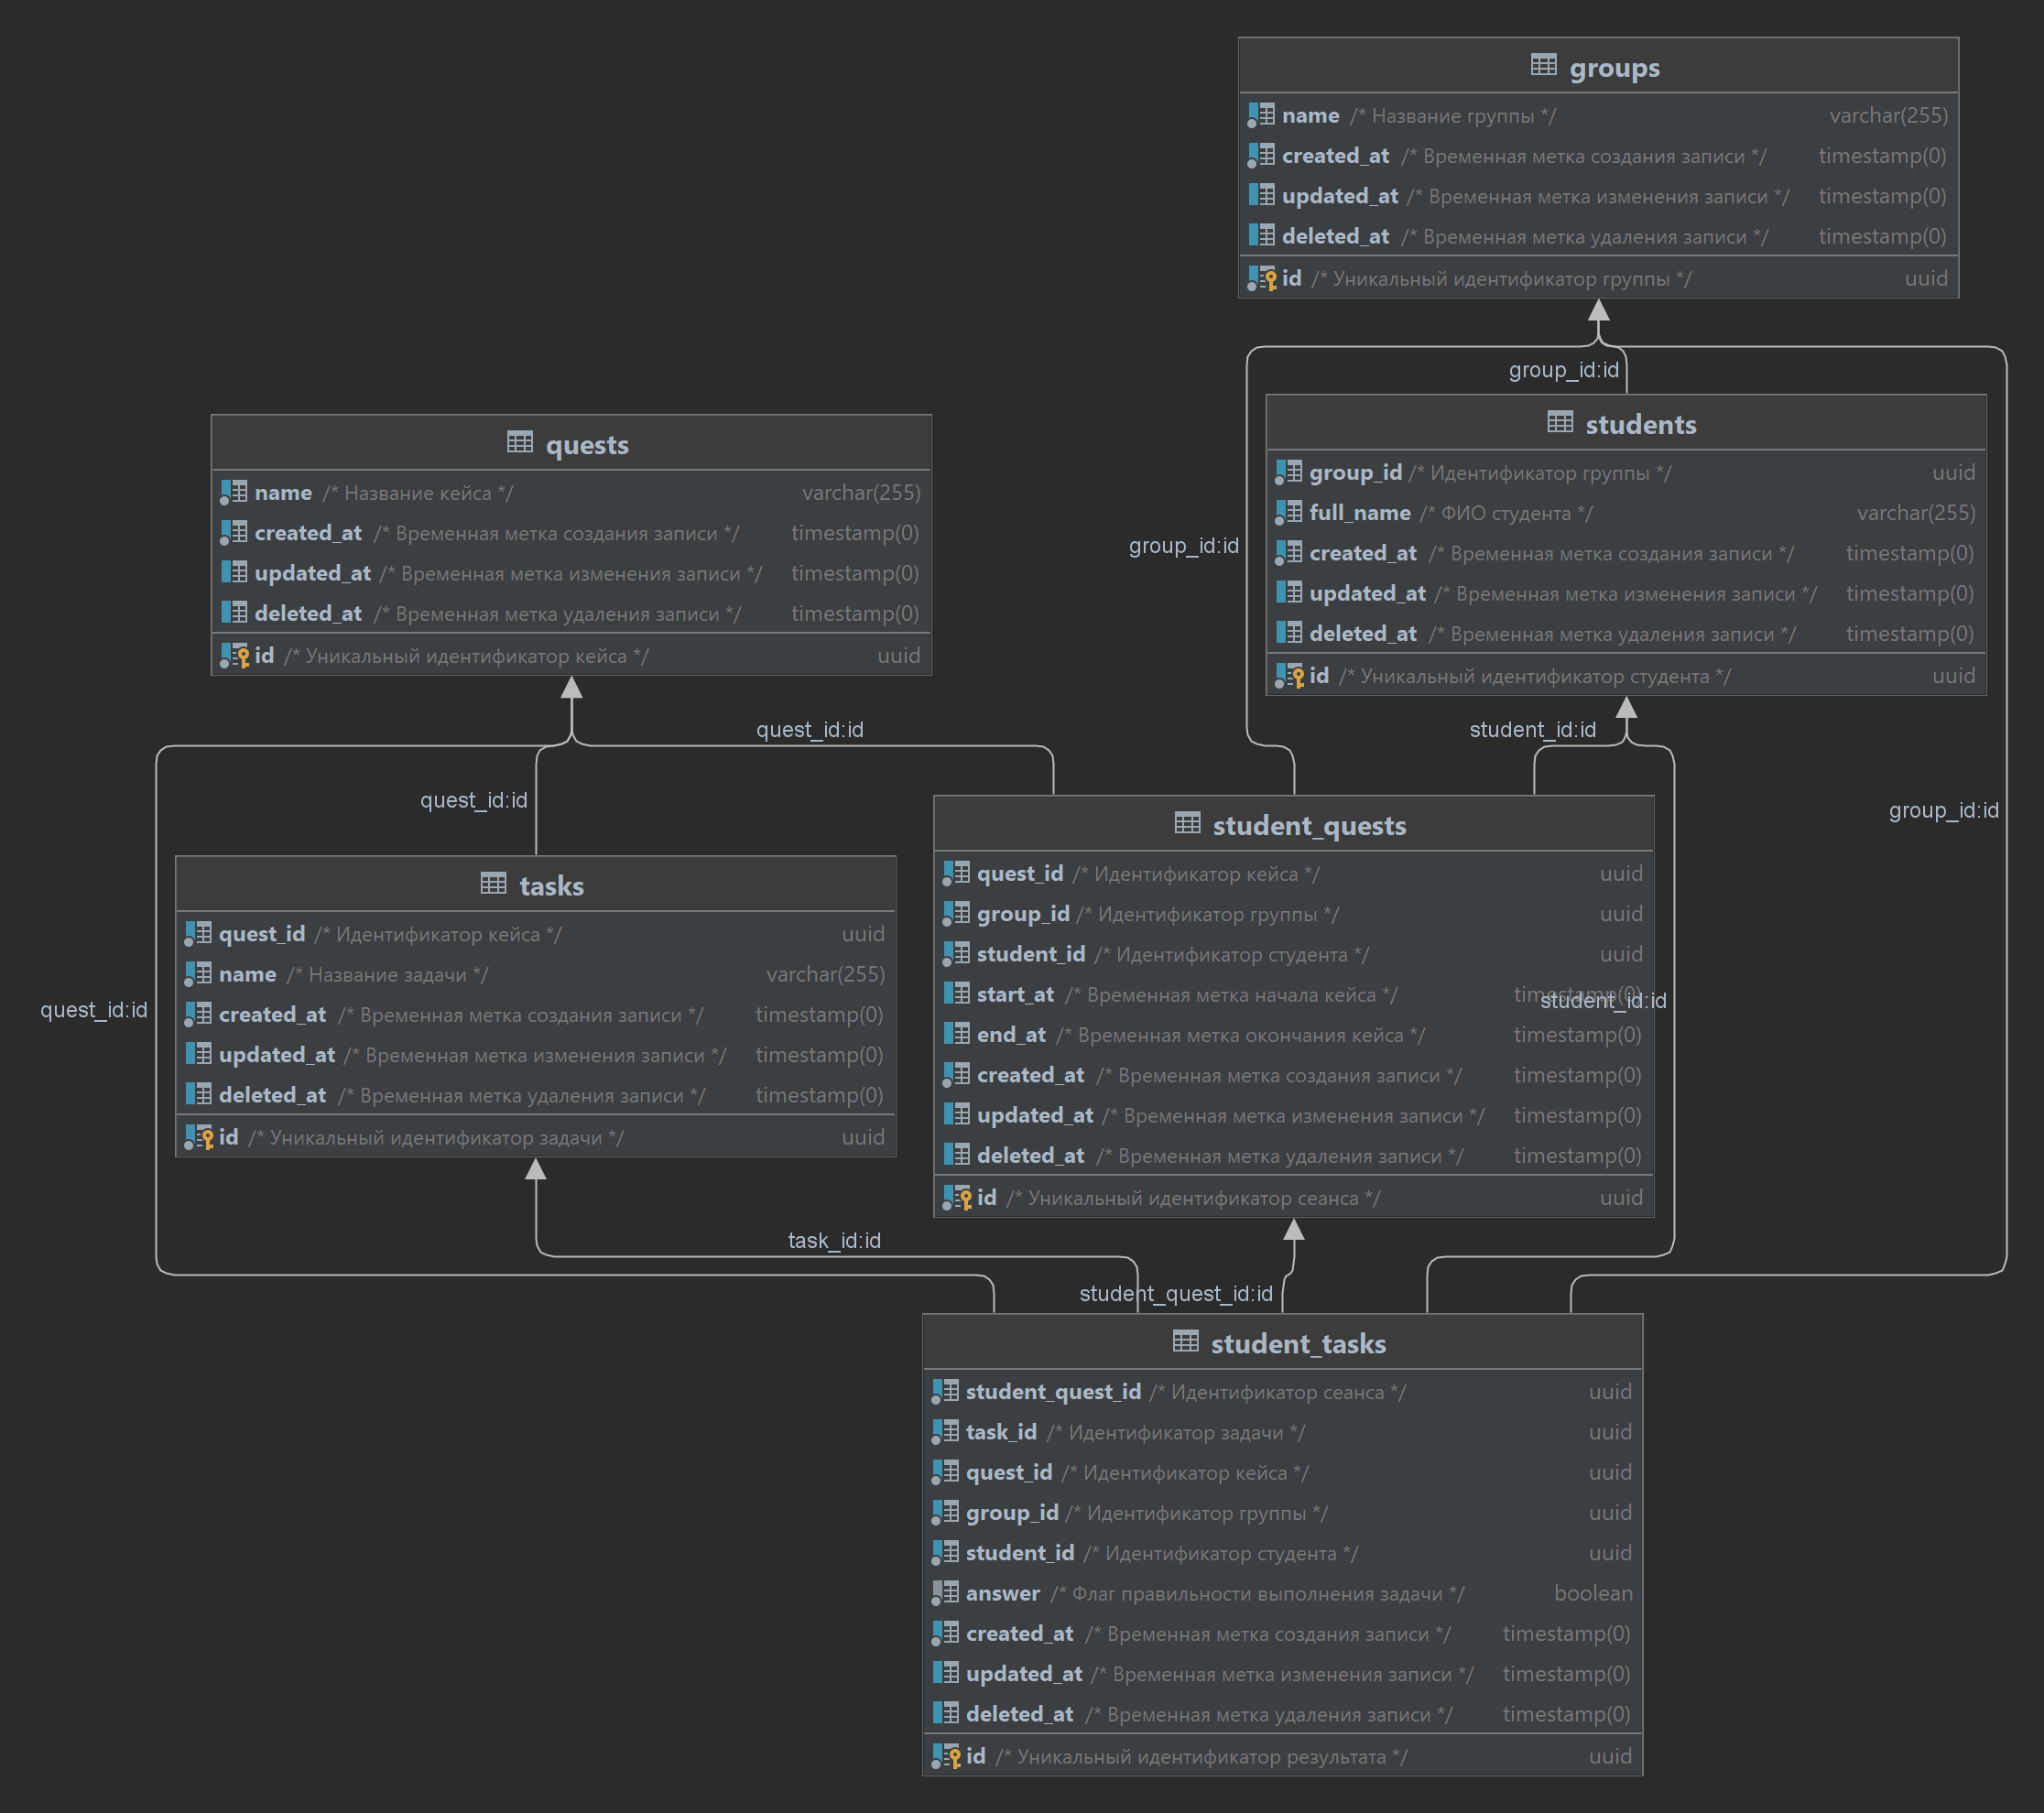 groups
name /* Название группы */ varchar(255)
created_at /* Временная метка создания записи */ timestamp(0)
updated_at /* Временная метка изменения записи */ timestamp(0)
deleted_at /* Временная метка удаления записи */ timestamp(0)
id /* Уникальный идентификатор группы */ uuid
group_id:id
students
group_id /* Идентификатор группы */ uuid
full_name /* ФИО студента */ varchar(255)
created_at /* Временная метка создания записи */ timestamp(0)
updated_at /* Временная метка изменения записи */ timestamp(0)
deleted_at /* Временная метка удаления записи */ timestamp(0)
id /* Уникальный идентификатор студента */ uuid
quests
name /* Название кейса */ varchar(255)
created_at /* Временная метка создания записи */ timestamp(0)
updated_at /* Временная метка изменения записи */ timestamp(0)
deleted_at /* Временная метка удаления записи */ timestamp(0)
id /* Уникальный идентификатор кейса */ uuid
group_id:id
quest_id:id
student_id:id
quest_id:id
group_id:id
tasks
quest_id /* Идентификатор кейса */ uuid
name /* Название задачи */ varchar(255)
created_at /* Временная метка создания записи */ timestamp(0)
updated_at /* Временная метка изменения записи */ timestamp(0)
deleted_at /* Временная метка удаления записи */ timestamp(0)
id /* Уникальный идентификатор задачи */ uuid
student_quests
quest_id /* Идентификатор кейса */ uuid
group_id /* Идентификатор группы */ uuid
student_id /* Идентификатор студента */ uuid
start_at /* Временная метка начала кейса */ timestamp(0)
end_at /* Временная метка окончания кейса */ timestamp(0)
created_at /* Временная метка создания записи */ timestamp(0)
updated_at /* Временная метка изменения записи */ timestamp(0)
deleted_at /* Временная метка удаления записи */ timestamp(0)
id /* Уникальный идентификатор сеанса */ uuid
quest_id:id
student_id:id
task_id:id
student_quest_id:id
student_tasks
student_quest_id /* Идентификатор сеанса */ uuid
task_id /* Идентификатор задачи */ uuid
quest_id /* Идентификатор кейса */ uuid
group_id /* Идентификатор группы */ uuid
student_id /* Идентификатор студента */ uuid
answer /* Флаг правильности выполнения задачи */ boolean
created_at /* Временная метка создания записи */ timestamp(0)
updated_at /* Временная метка изменения записи */ timestamp(0)
deleted_at /* Временная метка удаления записи */ timestamp(0)
id /* Уникальный идентификатор результата */ uuid